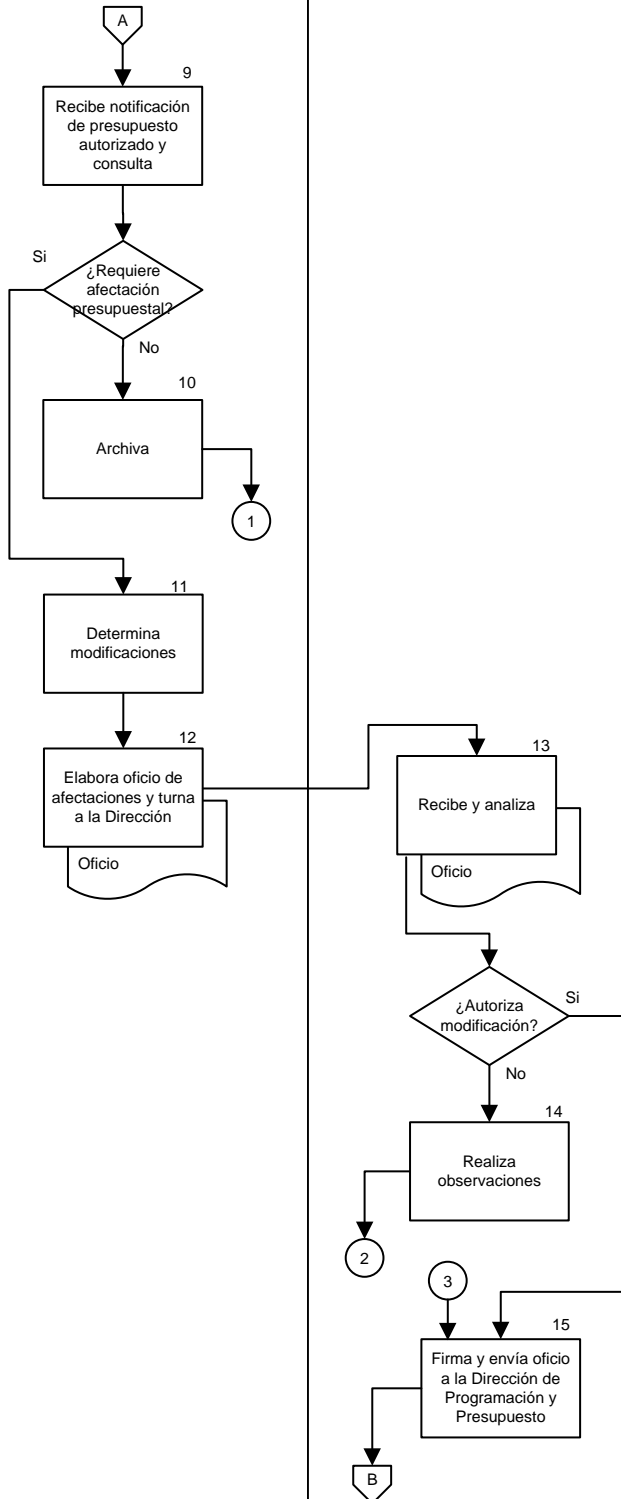 A
9
Recibe notificación
de presupuesto
autorizado y
consulta
Si
¿Requiere
afectación
presupuestal?
No
10
Archiva
1
11
Determina
modificaciones
12
Elabora oficio de
afectaciones y turna
a la Dirección
Oficio
13
Recibe y analiza
Oficio
¿Autoriza
modificación?
Si
No
14
Realiza
observaciones
2
3
15
Firma y envía oficio
a la Dirección de
Programación y
Presupuesto
B